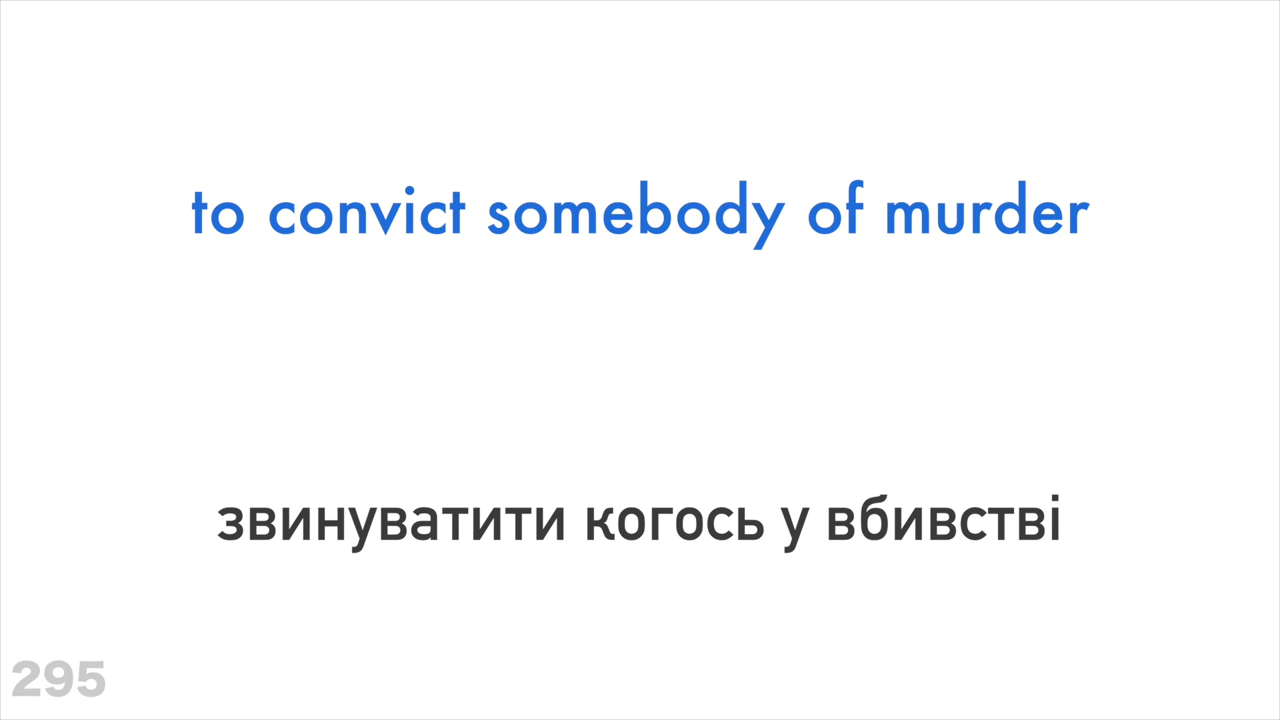 to convict somebody of murder
звинуватити когось у вбивстві
295